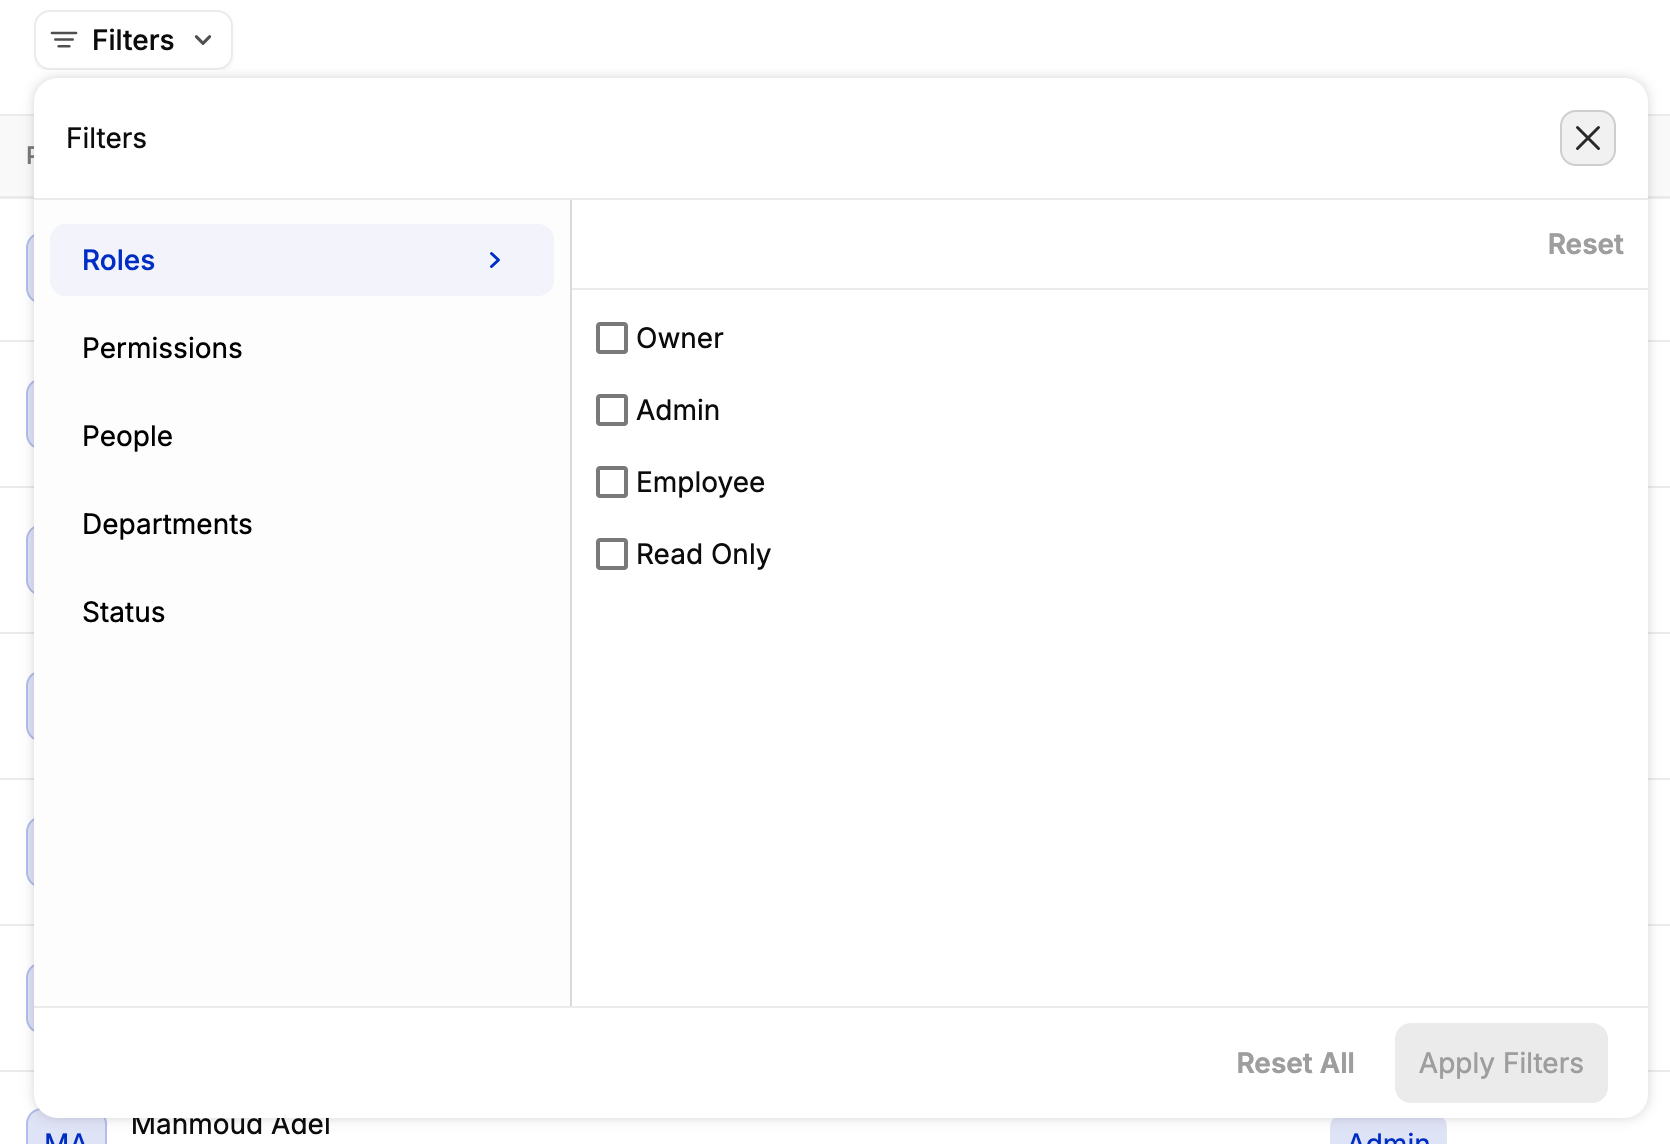 Filters
Filters
Roles
Reset
Permissions
People
Departments
Status
Owner
Admin
Employee
Read Only
Reset All
Apply Filters
MA
Mahmoud Adel
Admin